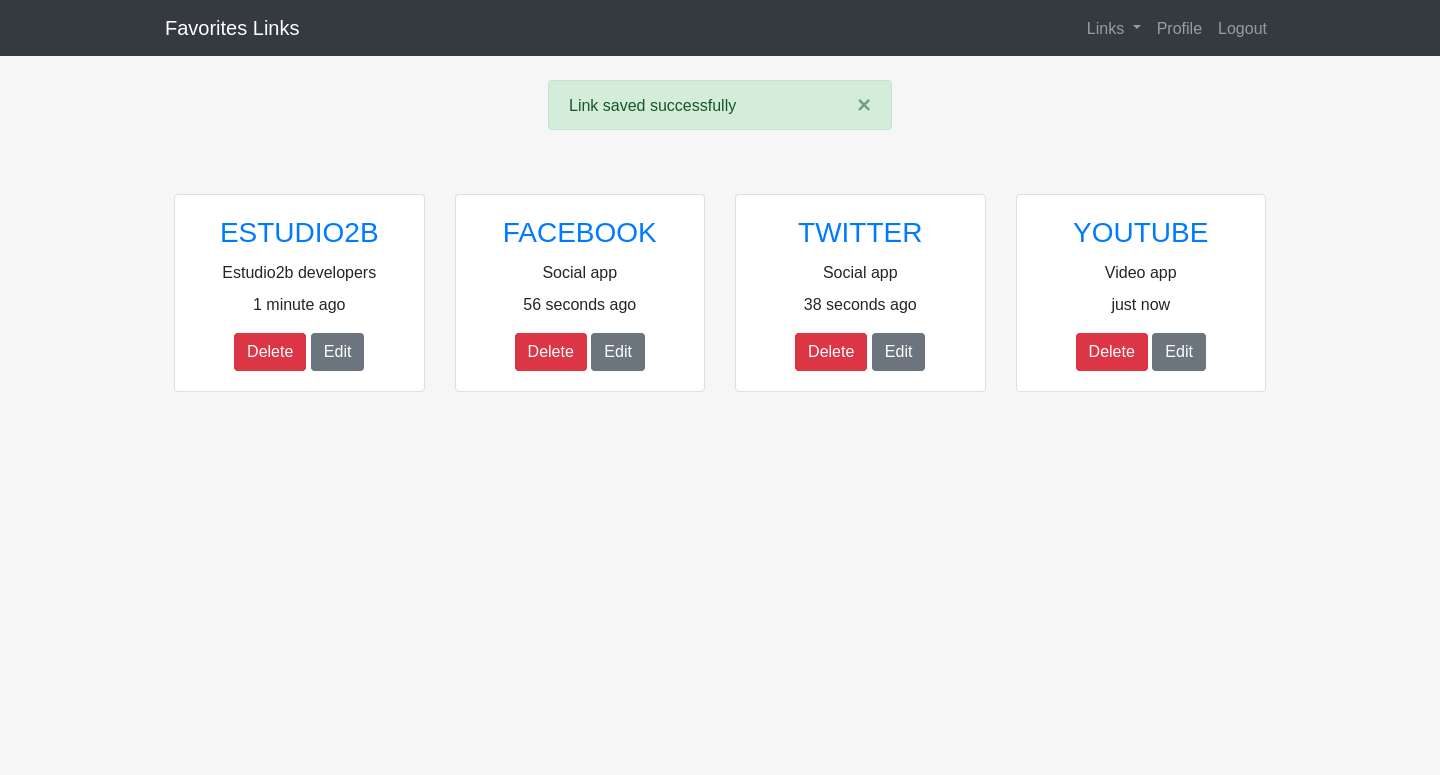 Favorites Links
Links
Profile
Logout
Link saved successfully
×
ESTUDIO2B
Estudio2b developers
1 minute ago
Delete
Edit
FACEBOOK
Social app
56 seconds ago
Delete
Edit
TWITTER
Social app
38 seconds ago
Delete
Edit
YOUTUBE
Video app
just now
Delete
Edit